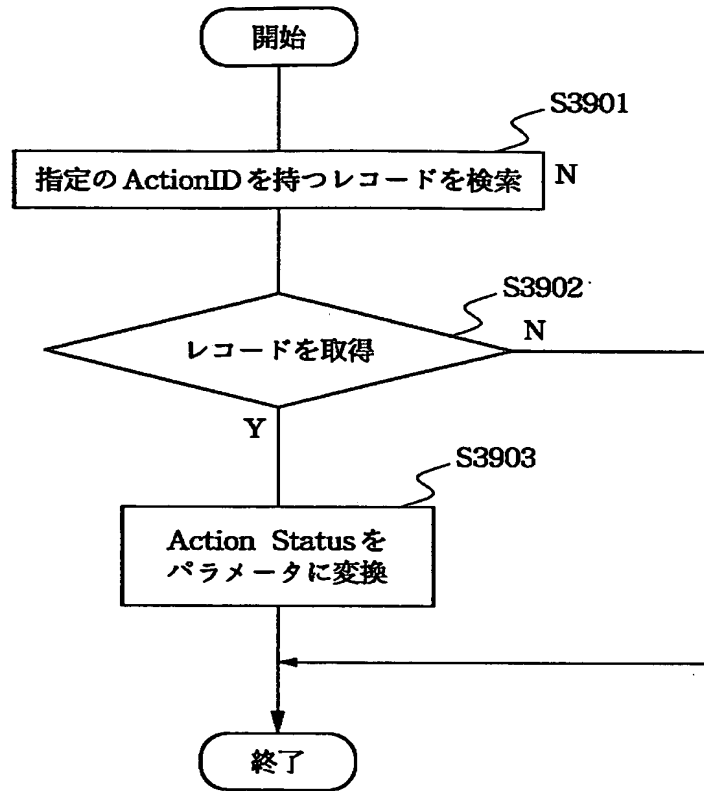 開始
S3901
指定のActionIDを持つレコードを検索
N
S3902
レコードを取得
N
Y
S3903
Action Statusを
パラメータに変換
終了